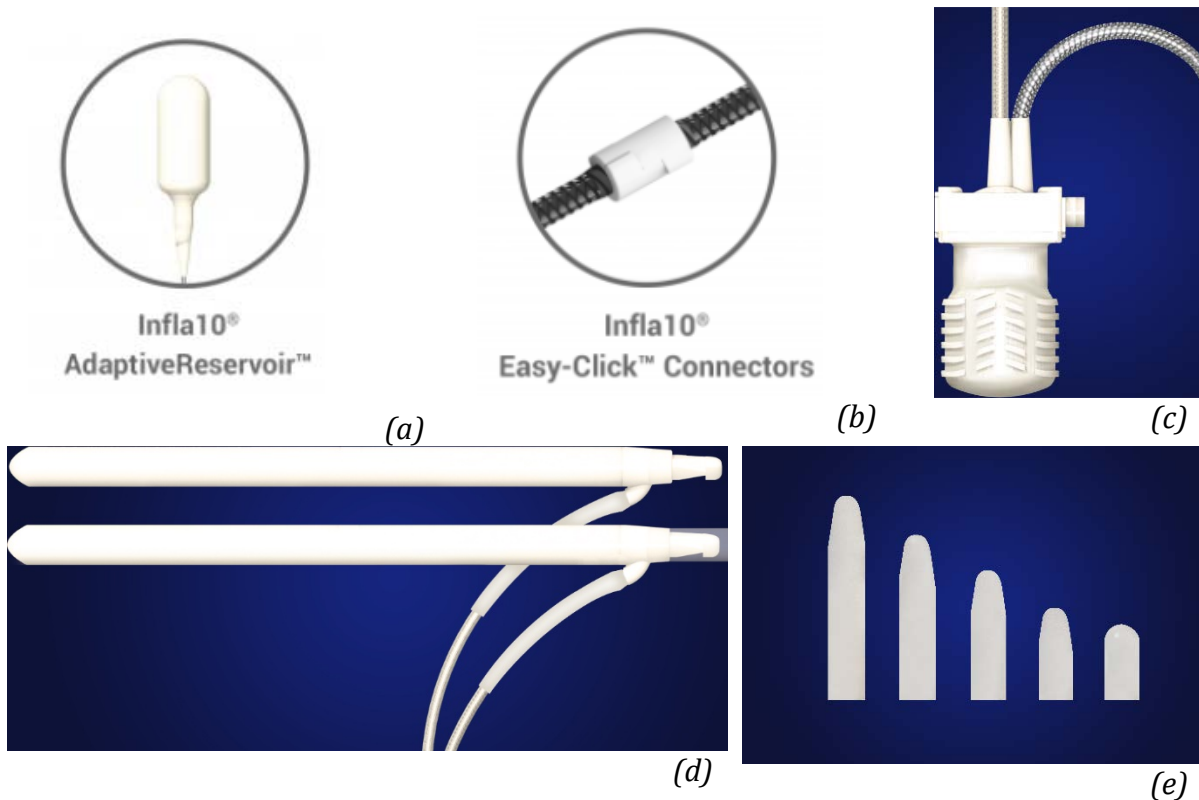 Infla10®
AdaptiveReservoir™
(a)
Infla10®
Easy-Click™ Connectors
(b)
(c)
(d)
(e)